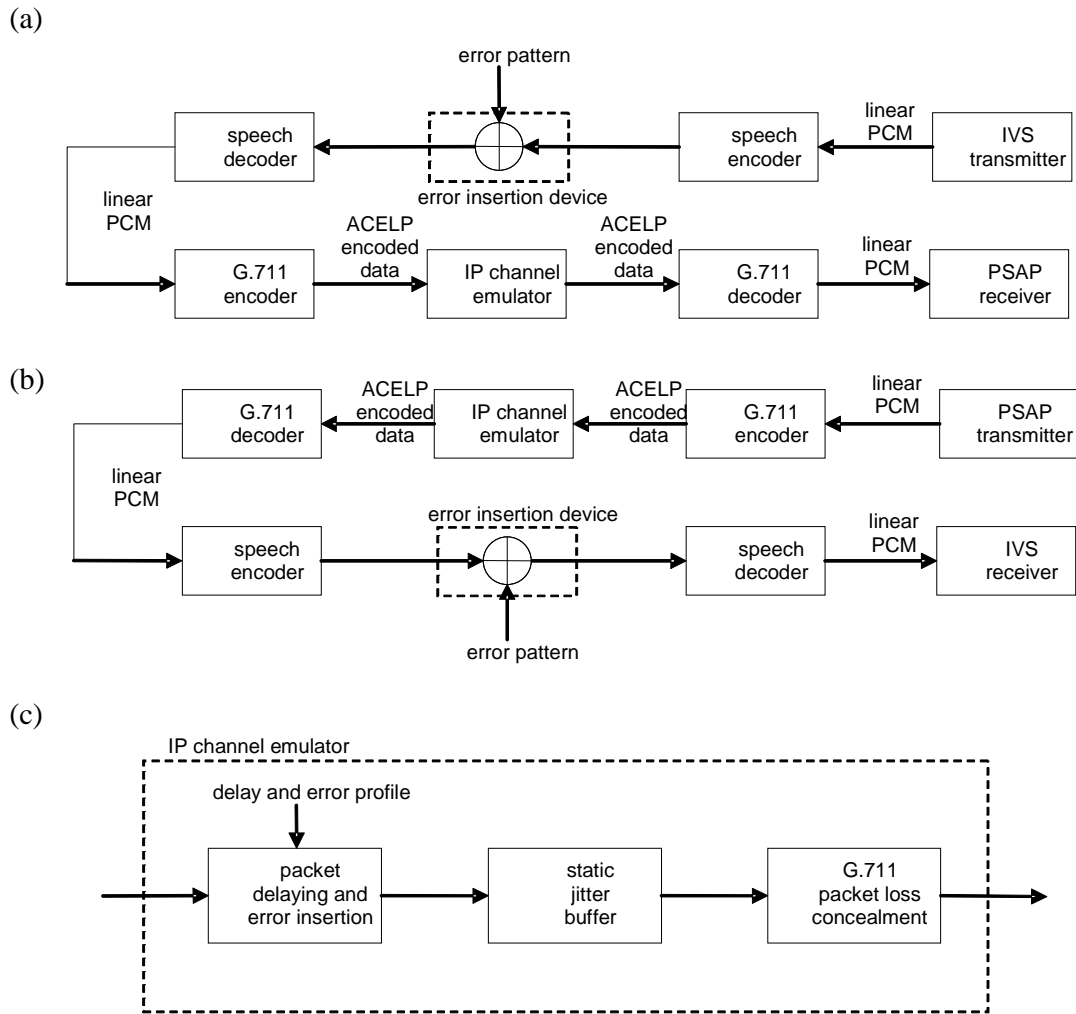 (a)
error pattern
speech
decoder
error insertion device
speech
encoder
linear
PCM
IVS
transmitter
linear
PCM
G.711
encoder
ACELP
encoded
data
IP channel
emulator
ACELP
encoded
data
G.711
decoder
linear
PCM
PSAP
receiver
(b)
G.711
decoder
ACELP
encoded
data
IP channel
emulator
ACELP
encoded
data
G.711
encoder
linear
PCM
PSAP
transmitter
linear
PCM
speech
encoder
error insertion device
error pattern
speech
decoder
linear
PCM
IVS
receiver
(c)
IP channel emulator
delay and error profile
packet
delaying and
error insertion
static
jitter
buffer
G.711
packet loss
concealment